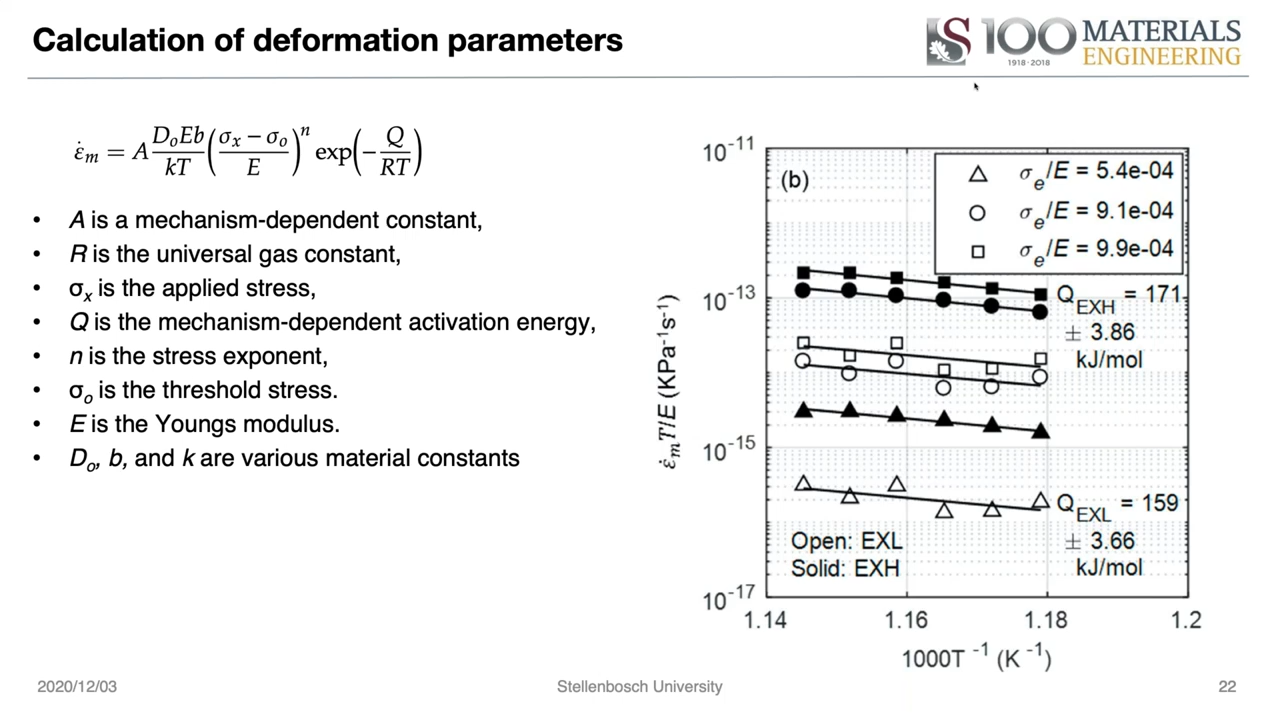 Calculation of deformation parameters
S 100 MATERIALS ENGINEERING
1918·2018
ε̇ₘ = A DₒEb/kT ((σₓ − σₒ)/E)ⁿ exp(−Q/RT)
• A is a mechanism-dependent constant,
• R is the universal gas constant,
• σₓ is the applied stress,
• Q is the mechanism-dependent activation energy,
• n is the stress exponent,
• σₒ is the threshold stress.
• E is the Youngs modulus.
• Dₒ, b, and k are various material constants
(b)
σₑ/E = 5.4e-04
σₑ/E = 9.1e-04
σₑ/E = 9.9e-04
10⁻¹¹
10⁻¹³
10⁻¹⁵
10⁻¹⁷
ε̇ₘT/E (KPa⁻¹s⁻¹)
Q_EXH = 171
± 3.86
kJ/mol
Q_EXL = 159
± 3.66
kJ/mol
Open: EXL
Solid: EXH
1.14 1.16 1.18 1.2
1000T ⁻¹ (K ⁻¹)
2020/12/03
Stellenbosch University
22